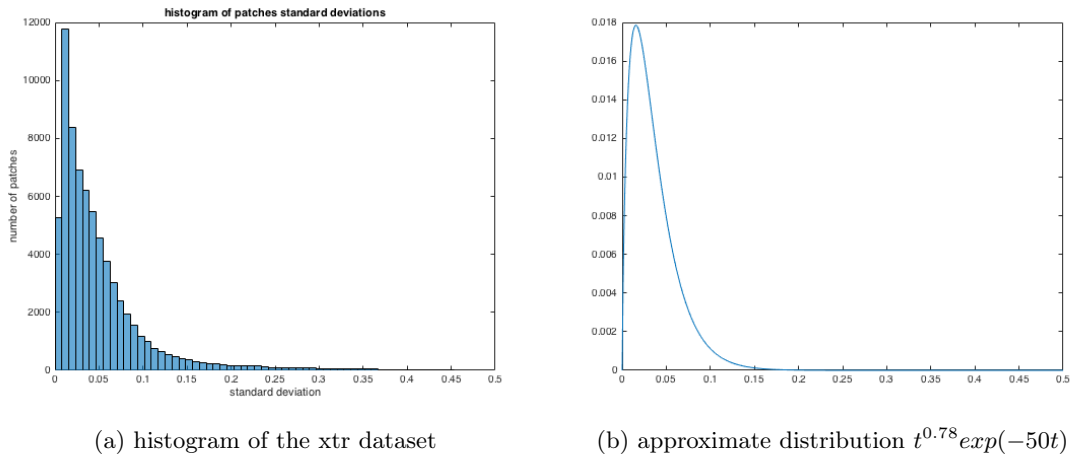 histogram of patches standard deviations
12000
10000
8000
6000
4000
2000
0
number of patches
0 0.05 0.1 0.15 0.2 0.25 0.3 0.35 0.4 0.45 0.5
standard deviation
(a) histogram of the xtr dataset
0.018
0.016
0.014
0.012
0.01
0.008
0.006
0.004
0.002
0
0 0.05 0.1 0.15 0.2 0.25 0.3 0.35 0.4 0.45 0.5
(b) approximate distribution $t^{0.78}exp(-50t)$